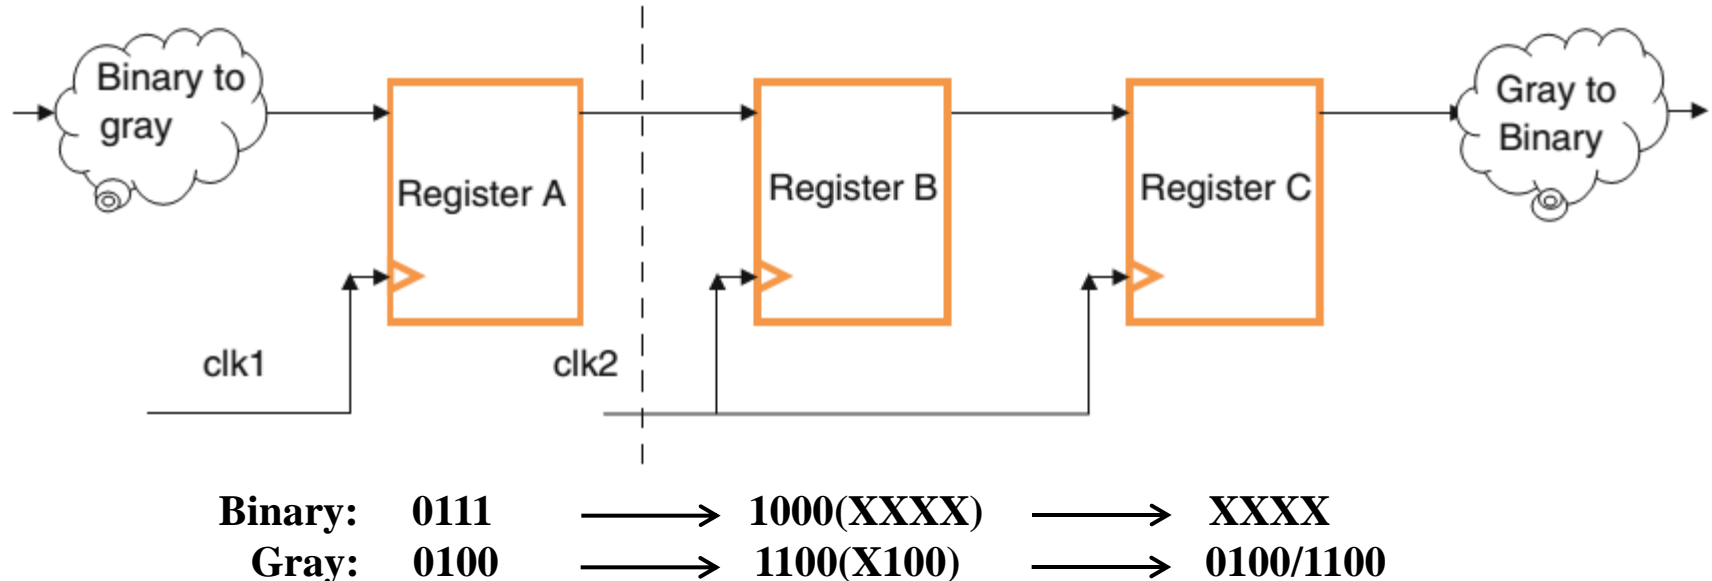 Binary to
gray
Register A
Register B
Register C
Gray to
Binary
clk1
clk2
Binary: 0111 1000(XXXX) XXXX
Gray: 0100 1100(X100) 0100/1100